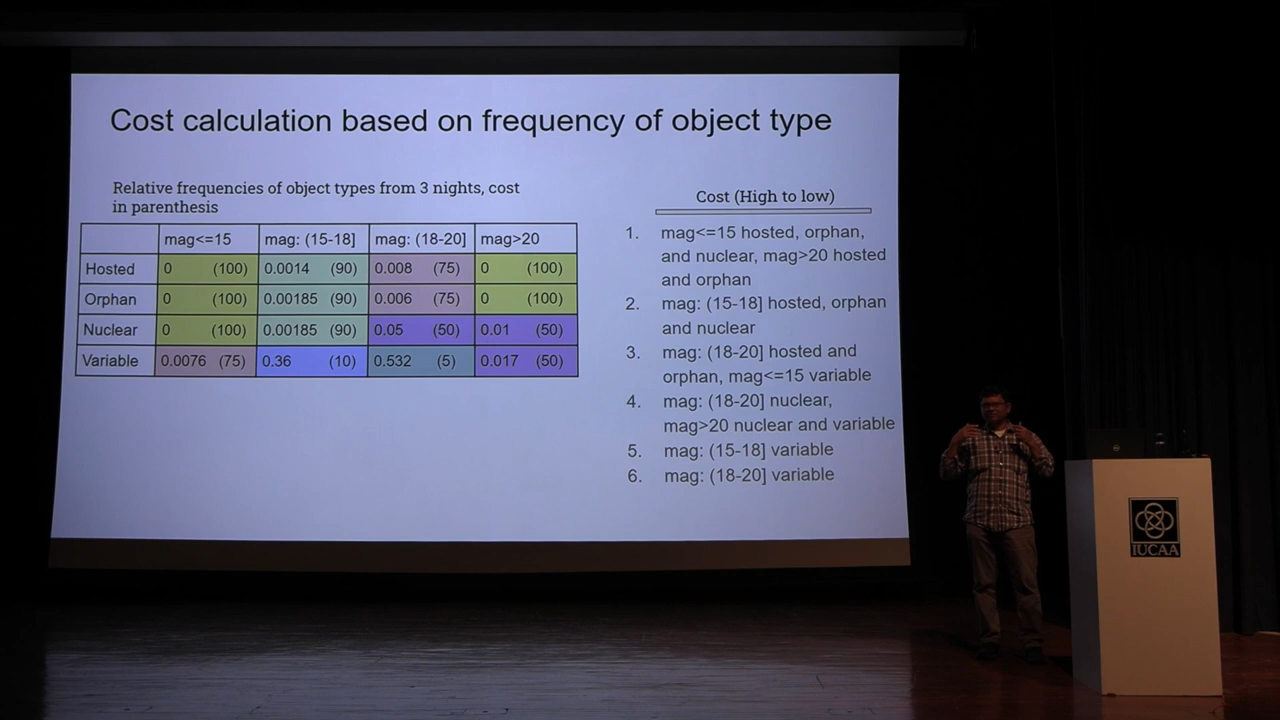 Cost calculation based on frequency of object type
Relative frequencies of object types from 3 nights, cost
in parenthesis
mag<=15 mag: (15-18] mag: (18-20] mag>20
Hosted 0 (100) 0.0014 (90) 0.008 (75) 0 (100)
Orphan 0 (100) 0.00185 (90) 0.006 (75) 0 (100)
Nuclear 0 (100) 0.00185 (90) 0.05 (50) 0.01 (50)
Variable 0.0076 (75) 0.36 (10) 0.532 (5) 0.017 (50)
Cost (High to low)
1. mag<=15 hosted, orphan,
and nuclear, mag>20 hosted
and orphan
2. mag: (15-18] hosted, orphan
and nuclear
3. mag: (18-20] hosted and
orphan, mag<=15 variable
4. mag: (18-20] nuclear,
mag>20 nuclear and variable
5. mag: (15-18] variable
6. mag: (18-20] variable
IUCAA